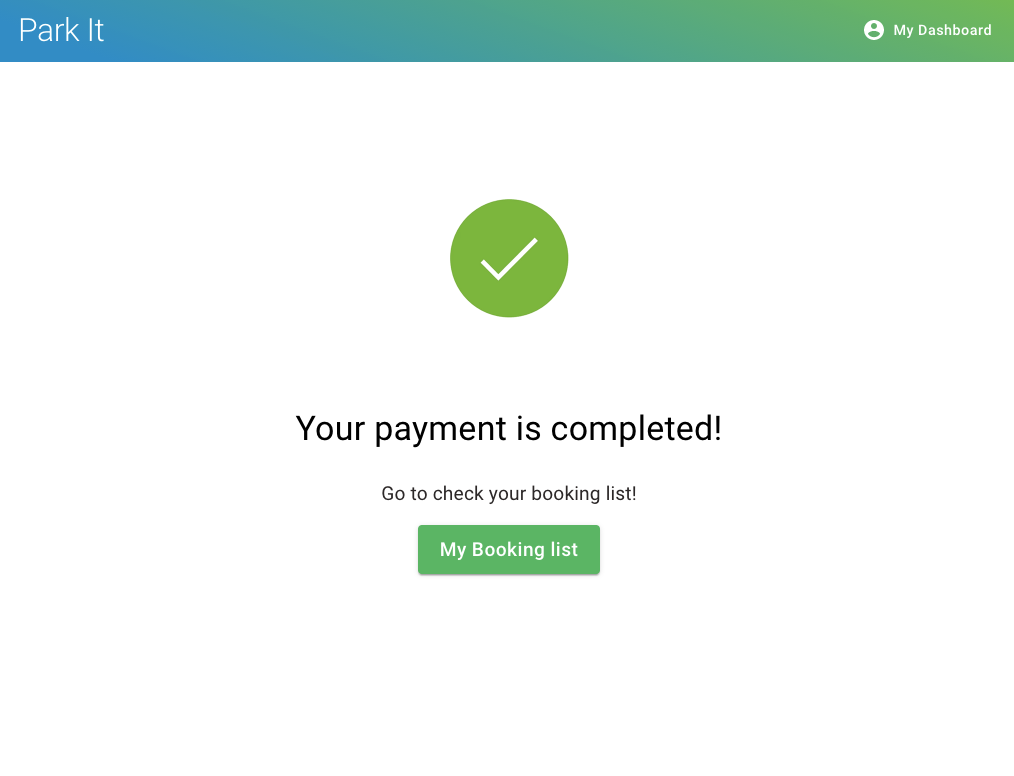 Park It
My Dashboard
Your payment is completed!
Go to check your booking list!
My Booking list